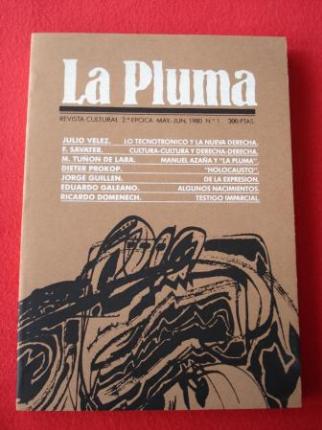 La Pluma
REVISTA CULTURAL 2.ª EPOCA MAY.-JUN. 1980 N.º 1 300 PTAS.
JULIO VELEZ. LO TECNOTRONICO Y LA NUEVA DERECHA.
F. SAVATER. CULTURA-CULTURA Y DERECHA-DERECHA.
M. TUÑON DE LARA. MANUEL AZAÑA Y "LA PLUMA".
DIETER PROKOP. "HOLOCAUSTO".
JORGE GUILLEN. DE LA EXPRESION.
EDUARDO GALEANO. ALGUNOS NACIMIENTOS.
RICARDO DOMENECH. TESTIGO IMPARCIAL.